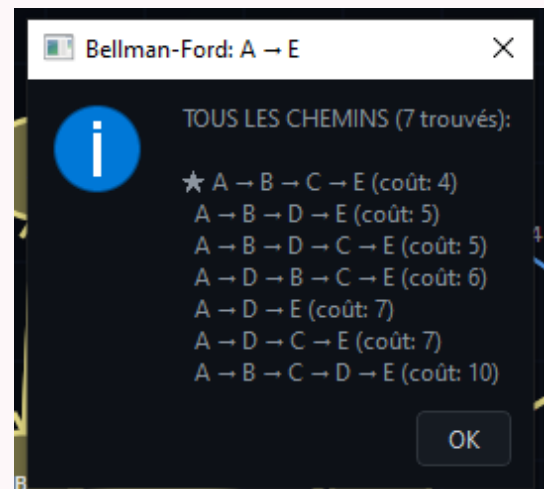 Bellman-Ford: A → E
TOUS LES CHEMINS (7 trouvés):
★ A → B → C → E (coût: 4)
A → B → D → E (coût: 5)
A → B → D → C → E (coût: 5)
A → D → B → C → E (coût: 6)
A → D → E (coût: 7)
A → D → C → E (coût: 7)
A → B → C → D → E (coût: 10)
OK
4
B